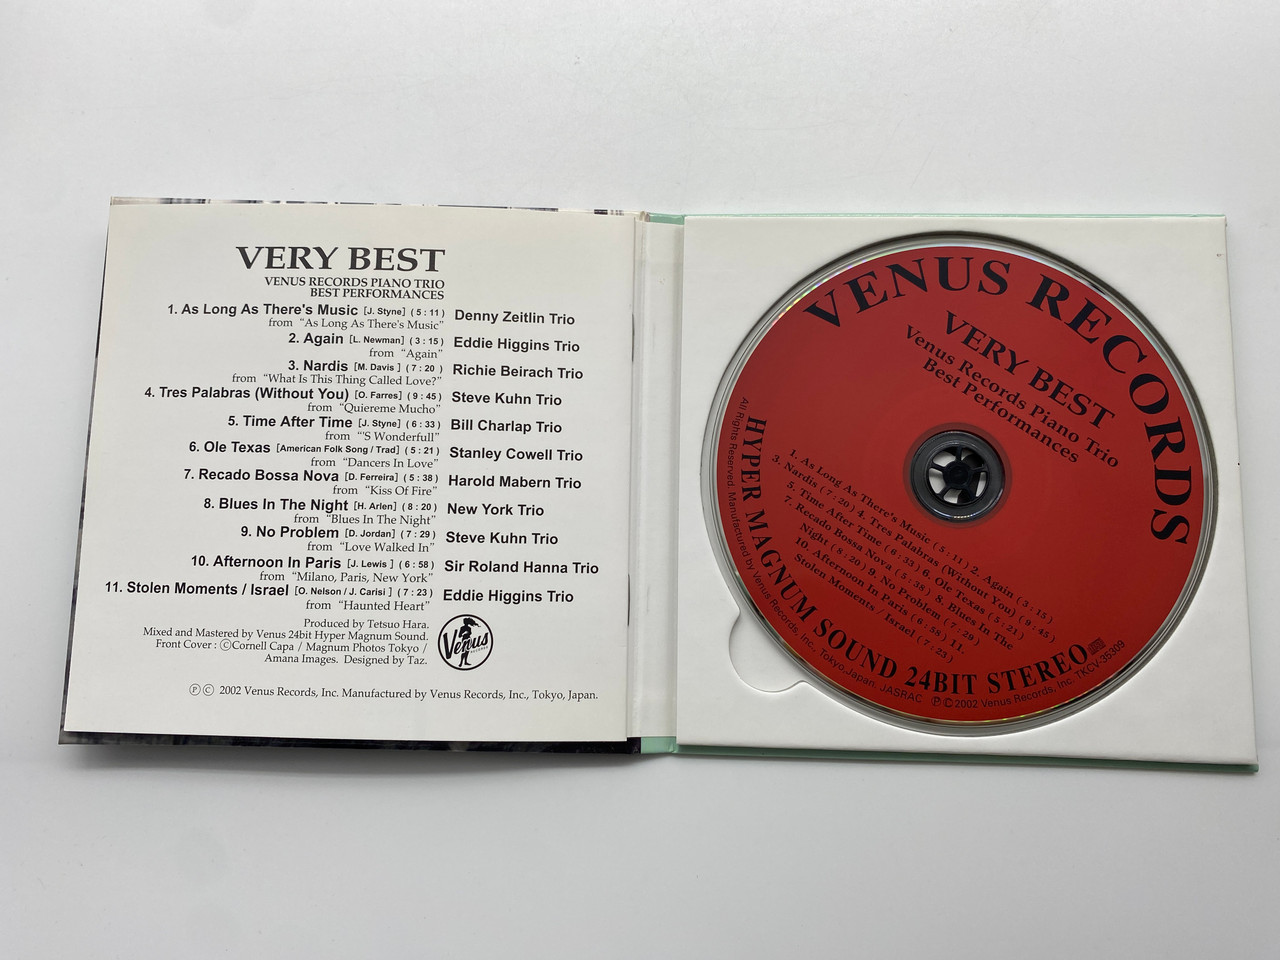 VERY BEST
VENUS RECORDS PIANO TRIO
BEST PERFORMANCES
1. As Long As There's Music [J. Styne] ( 5 : 11 ) Denny Zeitlin Trio
from "As Long As There's Music"
2. Again [L. Newman] ( 3 : 15 ) Eddie Higgins Trio
from "Again"
3. Nardis [M. Davis ] ( 7 : 20 ) Richie Beirach Trio
from "What Is This Thing Called Love?"
4. Tres Palabras (Without You) [O. Farres] ( 9 : 45 ) Steve Kuhn Trio
from "Quiereme Mucho"
5. Time After Time [J. Styne] ( 6 : 33 ) Bill Charlap Trio
from "'S Wonderfull"
6. Ole Texas [American Folk Song / Trad] ( 5 : 21 ) Stanley Cowell Trio
from "Dancers In Love"
7. Recado Bossa Nova [D. Ferreira] ( 5 : 38 ) Harold Mabern Trio
from "Kiss Of Fire"
8. Blues In The Night [H. Arlen] ( 8 : 20 ) New York Trio
from "Blues In The Night"
9. No Problem [D. Jordan] ( 7 : 29 ) Steve Kuhn Trio
from "Love Walked In"
10. Afternoon In Paris [J. Lewis ] ( 6 : 58 ) Sir Roland Hanna Trio
from "Milano, Paris, New York"
11. Stolen Moments / Israel [O. Nelson / J. Carisi ] ( 7 : 23 ) Eddie Higgins Trio
from "Haunted Heart"
Produced by Tetsuo Hara.
Mixed and Mastered by Venus 24bit Hyper Magnum Sound.
Front Cover : ⓒCornell Capa / Magnum Photos Tokyo /
Amana Images. Designed by Taz.
Venus
RECORDS
ⓅⒸ 2002 Venus Records, Inc. Manufactured by Venus Records, Inc., Tokyo, Japan.
VENUS RECORDS
VERY BEST
Venus Records Piano Trio
Best Performances
1. As Long As There's Music ( 5 : 11 ) 2. Again ( 3 : 15 )
3. Nardis ( 7 : 20 ) 4. Tres Palabras (Without You) ( 9 : 45 )
5. Time After Time ( 6 : 33 ) 6. Ole Texas ( 5 : 21 )
7. Recado Bossa Nova ( 5 : 38 ) 8. Blues In The
Night ( 8 : 20 ) 9. No Problem ( 7 : 29 )
10. Afternoon In Paris ( 6 : 58 ) 11.
Stolen Moments / Israel ( 7 : 23 )
HYPER MAGNUM SOUND 24BIT STEREO
All Rights Reserved. Manufactured by Venus Records, Inc., Tokyo,Japan. JASRAC ⓅⒸ2002 Venus Records, Inc. TKCV-35309